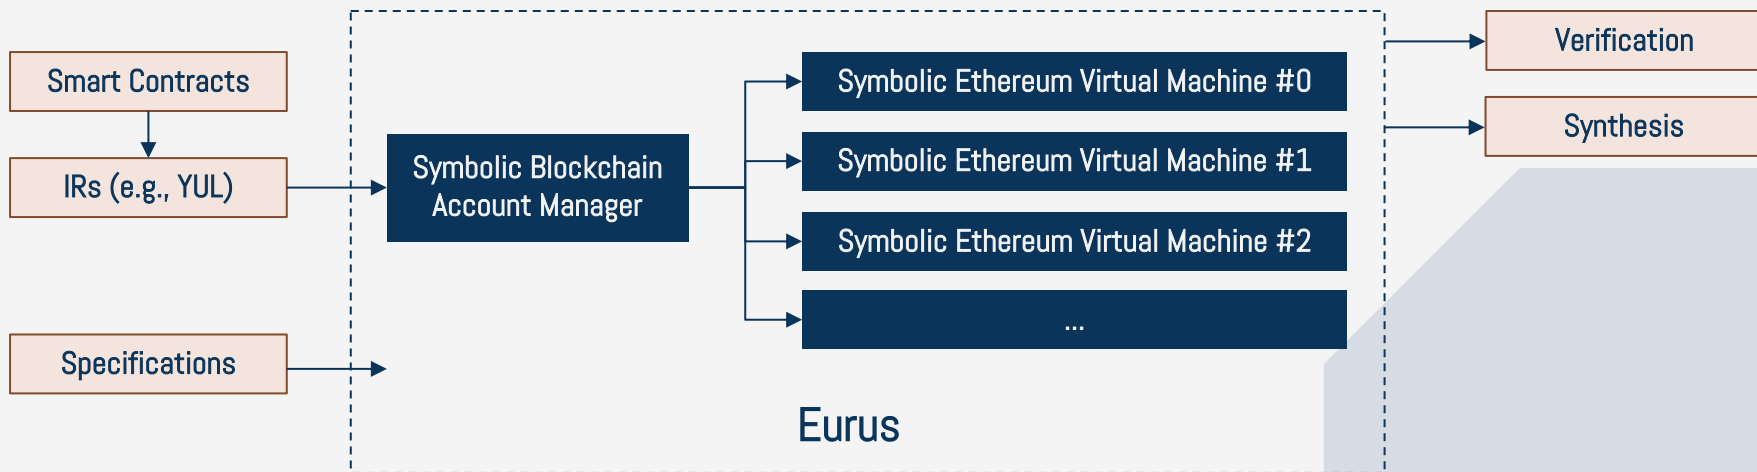 Smart Contracts
IRs (e.g., YUL)
Specifications
Symbolic Blockchain
Account Manager
Symbolic Ethereum Virtual Machine #0
Symbolic Ethereum Virtual Machine #1
Symbolic Ethereum Virtual Machine #2
...
Eurus
Verification
Synthesis